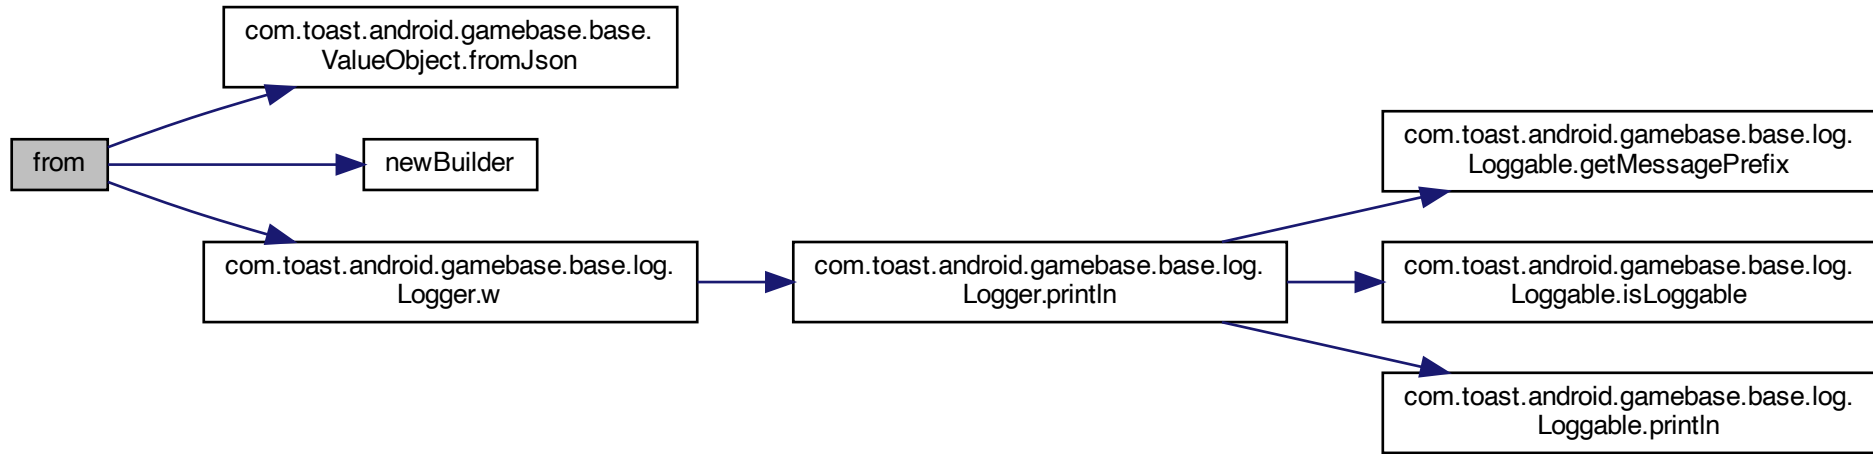 com.toast.android.gamebase.base.
ValueObject.fromJson
from
newBuilder
com.toast.android.gamebase.base.log.
Logger.w
com.toast.android.gamebase.base.log.
Logger.println
com.toast.android.gamebase.base.log.
Loggable.getMessagePrefix
com.toast.android.gamebase.base.log.
Loggable.isLoggable
com.toast.android.gamebase.base.log.
Loggable.println